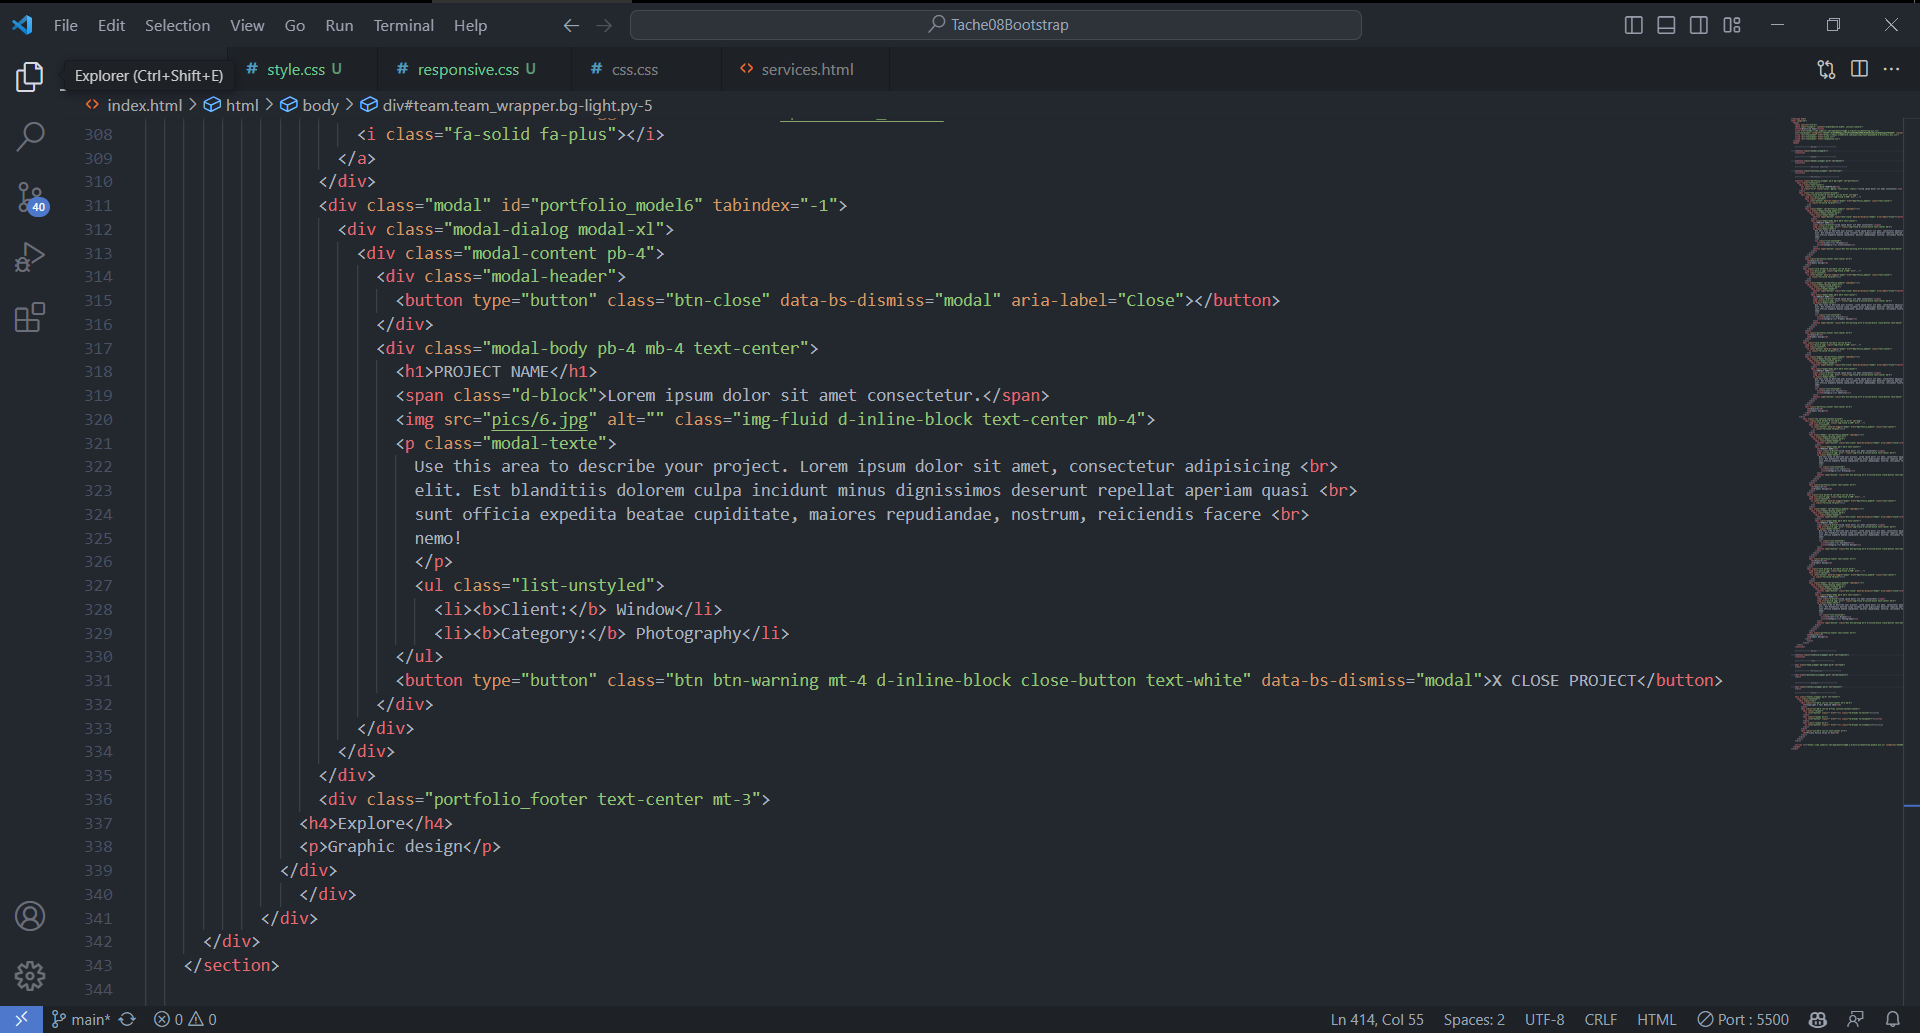 File Edit Selection View Go Run Terminal Help
Tache08Bootstrap
Explorer (Ctrl+Shift+E)
# style.css U
# responsive.css U
# css.css
<> services.html
<> index.html > html > body > div#team.team_wrapper.bg-light.py-5
308 <i class="fa-solid fa-plus"></i>
309 </a>
310 </div>
311 <div class="modal" id="portfolio_model6" tabindex="-1">
312 <div class="modal-dialog modal-xl">
313 <div class="modal-content pb-4">
314 <div class="modal-header">
315 <button type="button" class="btn-close" data-bs-dismiss="modal" aria-label="Close"></button>
316 </div>
317 <div class="modal-body pb-4 mb-4 text-center">
318 <h1>PROJECT NAME</h1>
319 <span class="d-block">Lorem ipsum dolor sit amet consectetur.</span>
320 <img src="pics/6.jpg" alt="" class="img-fluid d-inline-block text-center mb-4">
321 <p class="modal-texte">
322 Use this area to describe your project. Lorem ipsum dolor sit amet, consectetur adipisicing <br>
323 elit. Est blanditiis dolorem culpa incidunt minus dignissimos deserunt repellat aperiam quasi <br>
324 sunt officia expedita beatae cupiditate, maiores repudiandae, nostrum, reiciendis facere <br>
325 nemo!
326 </p>
327 <ul class="list-unstyled">
328 <li><b>Client:</b> Window</li>
329 <li><b>Category:</b> Photography</li>
330 </ul>
331 <button type="button" class="btn btn-warning mt-4 d-inline-block close-button text-white" data-bs-dismiss="modal">X CLOSE PROJECT</button>
332 </div>
333 </div>
334 </div>
335 </div>
336 <div class="portfolio_footer text-center mt-3">
337 <h4>Explore</h4>
338 <p>Graphic design</p>
339 </div>
340 </div>
341 </div>
342 </div>
343 </section>
344
40
main* 0 0
Ln 414, Col 55 Spaces: 2 UTF-8 CRLF HTML Port : 5500